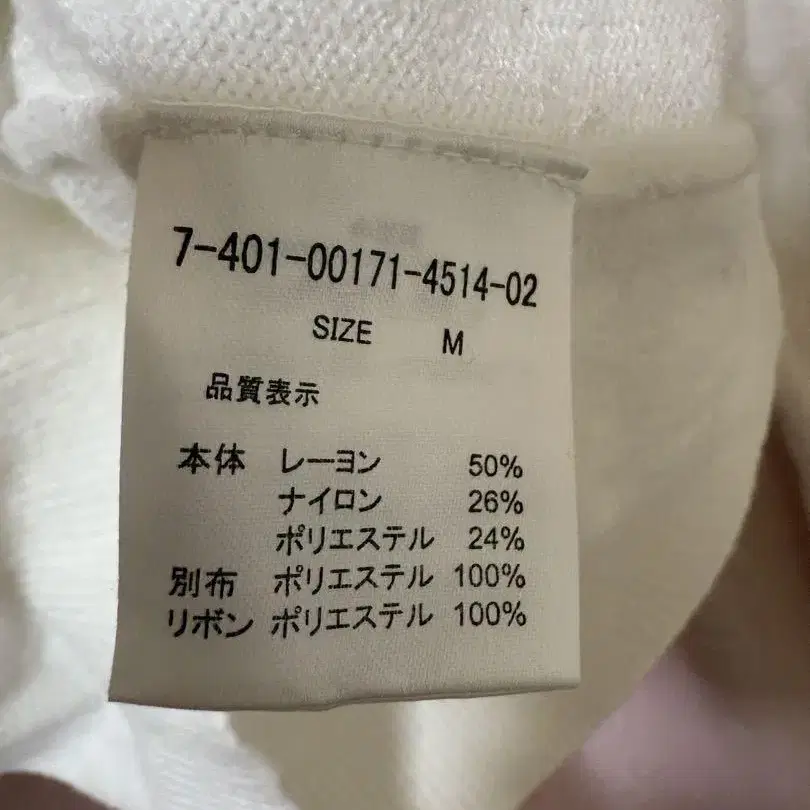 7-401-00171-4514-02
SIZE M
品質表示
本体 レーヨン 50%
ナイロン 26%
ポリエステル 24%
別布 ポリエステル 100%
リボン ポリエステル 100%